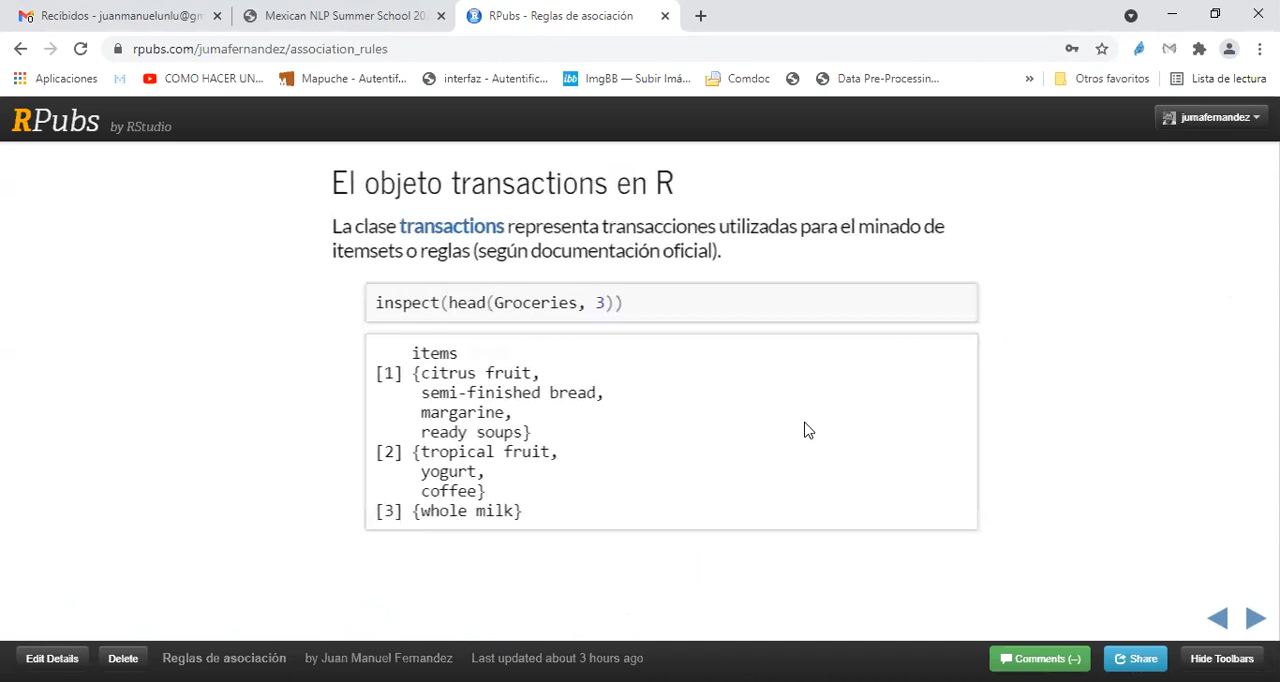 Recibidos - juanmanuelunlu@gm
Mexican NLP Summer School 202
RPubs - Reglas de asociación
rpubs.com/jumafernandez/association_rules
Aplicaciones
COMO HACER UN...
Mapuche - Autentif...
interfaz - Autentific...
ibb
ImgBB — Subir Imá...
Comdoc
Data Pre-Processin...
»
Otros favoritos
Lista de lectura
RPubs by RStudio
jumafernandez
El objeto transactions en R
La clase transactions representa transacciones utilizadas para el minado de
itemsets o reglas (según documentación oficial).
inspect(head(Groceries, 3))
items
[1] {citrus fruit,
semi-finished bread,
margarine,
ready soups}
[2] {tropical fruit,
yogurt,
coffee}
[3] {whole milk}
Edit Details
Delete
Reglas de asociación
by Juan Manuel Fernandez
Last updated about 3 hours ago
Comments (–)
Share
Hide Toolbars